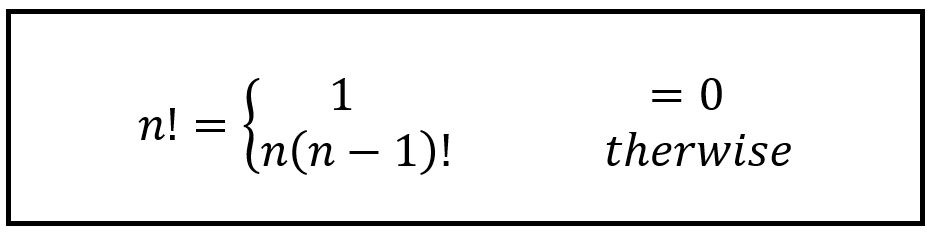 n! = { 1 = 0
n(n − 1)! therwise